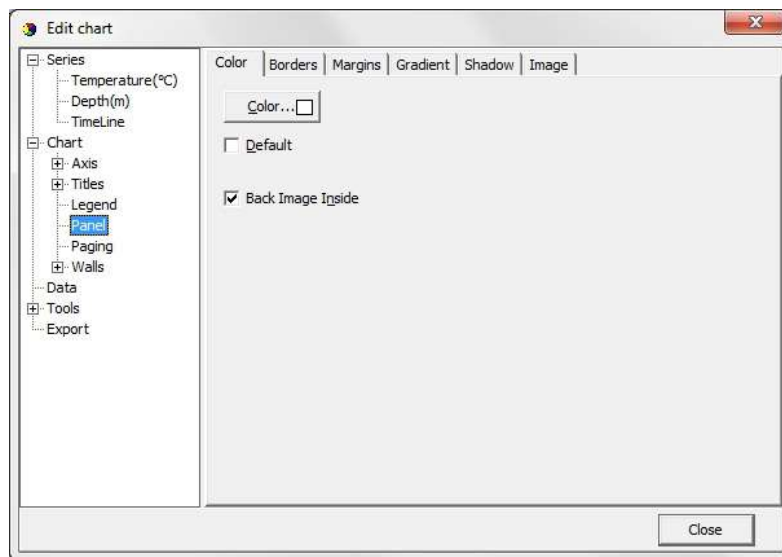 Edit chart
Series
Temperature(°C)
Depth(m)
TimeLine
Chart
Axis
Titles
Legend
Panel
Paging
Walls
Data
Tools
Export
Color Borders Margins Gradient Shadow Image
Color...
Default
Back Image Inside
Close